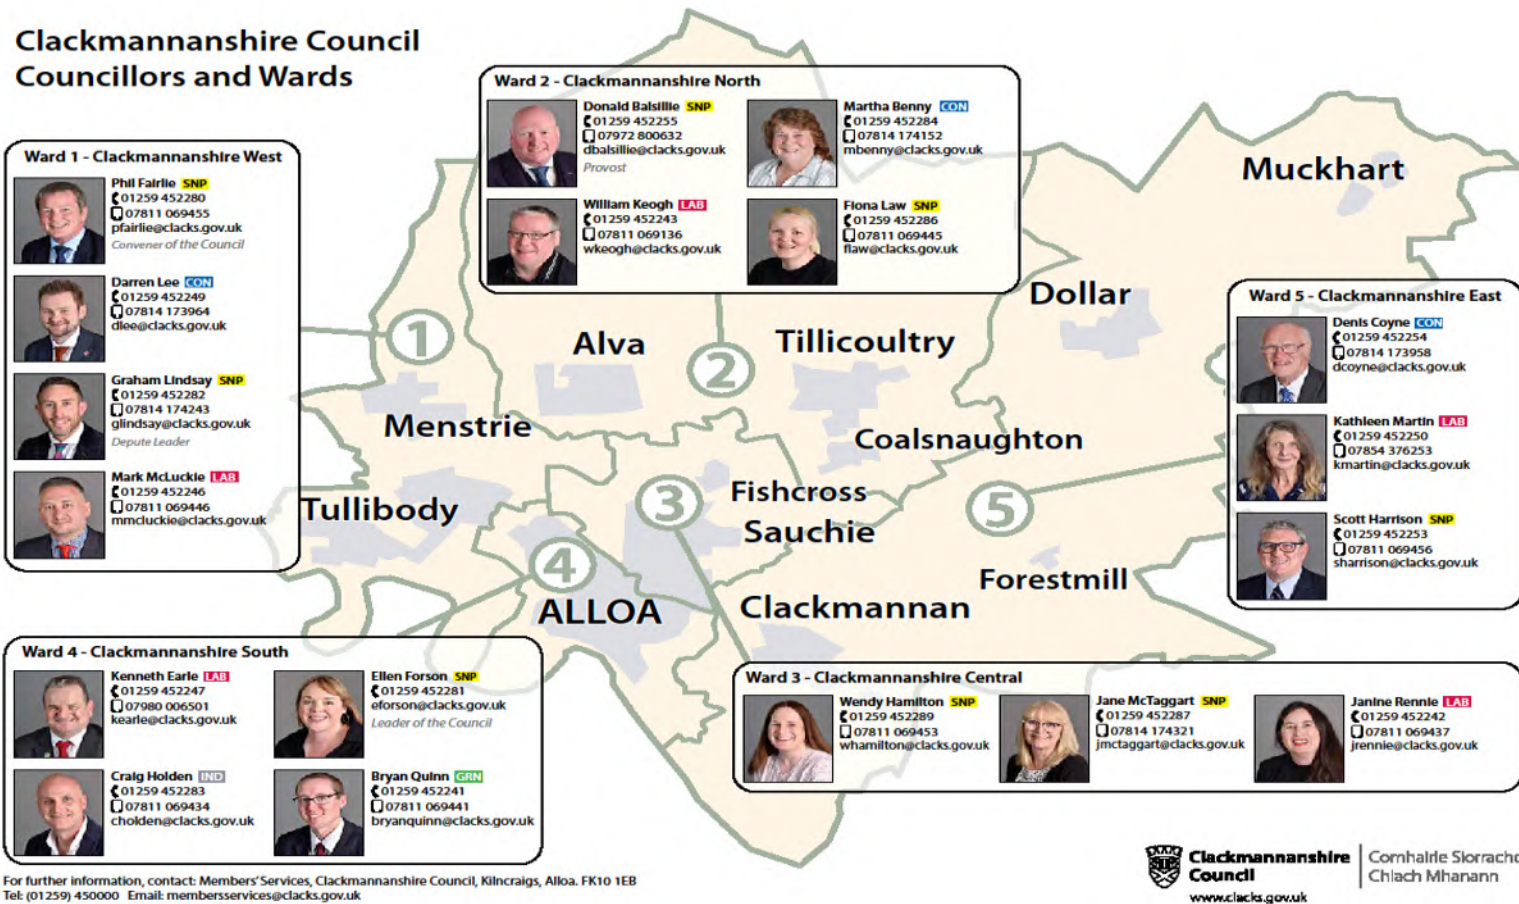 Clackmannanshire Council
Councillors and Wards
Ward 1 - Clackmannanshire West
Phil Fairlie SNP
01259 452280
07811 069455
pfairlie@clacks.gov.uk
Convener of the Council
Darren Lee CON
01259 452249
07814 173964
dlee@clacks.gov.uk
Graham Lindsay SNP
01259 452282
07814 174243
glindsay@clacks.gov.uk
Depute Leader
Mark McLuckie LAB
01259 452246
07811 069446
mmcluckie@clacks.gov.uk
Ward 2 - Clackmannanshire North
Donald Balsillie SNP
01259 452255
07972 800632
dbalsillie@clacks.gov.uk
Provost
Martha Benny CON
01259 452284
07814 174152
mbenny@clacks.gov.uk
William Keogh LAB
01259 452243
07811 069136
wkeogh@clacks.gov.uk
Fiona Law SNP
01259 452286
07811 069445
flaw@clacks.gov.uk
Muckhart
Dollar
Alva
Tillicoultry
Menstrie
Coalsnaughton
Tullibody
Fishcross
Sauchie
Forestmill
ALLOA
Clackmannan
1
2
3
4
5
Ward 5 - Clackmannanshire East
Denis Coyne CON
01259 452254
07814 173958
dcoyne@clacks.gov.uk
Kathleen Martin LAB
01259 452250
07854 376253
kmartin@clacks.gov.uk
Scott Harrison SNP
01259 452253
07811 069456
sharrison@clacks.gov.uk
Ward 4 - Clackmannanshire South
Kenneth Earle LAB
01259 452247
07980 006501
kearle@clacks.gov.uk
Ellen Forson SNP
01259 452281
eforson@clacks.gov.uk
Leader of the Council
Craig Holden IND
01259 452283
07811 069434
cholden@clacks.gov.uk
Bryan Quinn GRN
01259 452241
07811 069441
bryanquinn@clacks.gov.uk
Ward 3 - Clackmannanshire Central
Wendy Hamilton SNP
01259 452289
07811 069453
whamilton@clacks.gov.uk
Jane McTaggart SNP
01259 452287
07814 174321
jmctaggart@clacks.gov.uk
Janine Rennie LAB
01259 452242
07811 069437
jrennie@clacks.gov.uk
For further information, contact: Members' Services, Clackmannanshire Council, Kilncraigs, Alloa. FK10 1EB
Tel: (01259) 450000 Email: membersservices@clacks.gov.uk
Clackmannanshire
Council
www.clacks.gov.uk
Comhairle Siorrachd
Chlach Mhanann